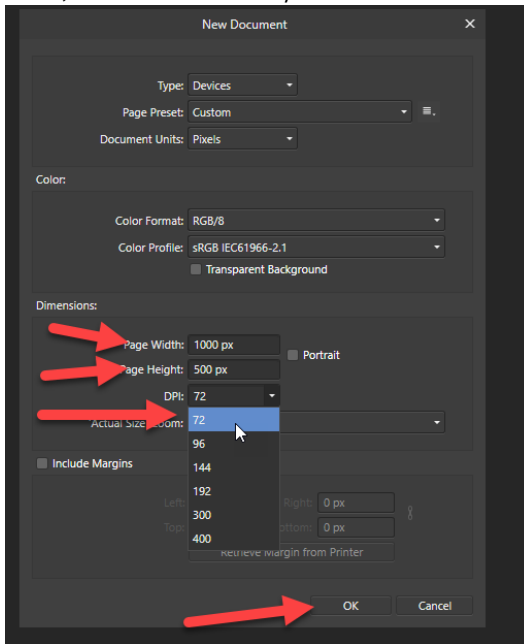 New Document
Type: Devices
Page Preset: Custom
Document Units: Pixels
Color:
Color Format: RGB/8
Color Profile: sRGB IEC61966-2.1
Transparent Background
Dimensions:
Page Width: 1000 px
Portrait
Page Height: 500 px
DPI: 72
72
Actual Size Zoom:
96
Include Margins
144
192
Left: Right: 0 px
300
Top: 0 px
400
Retrieve Margin from Printer
OK Cancel